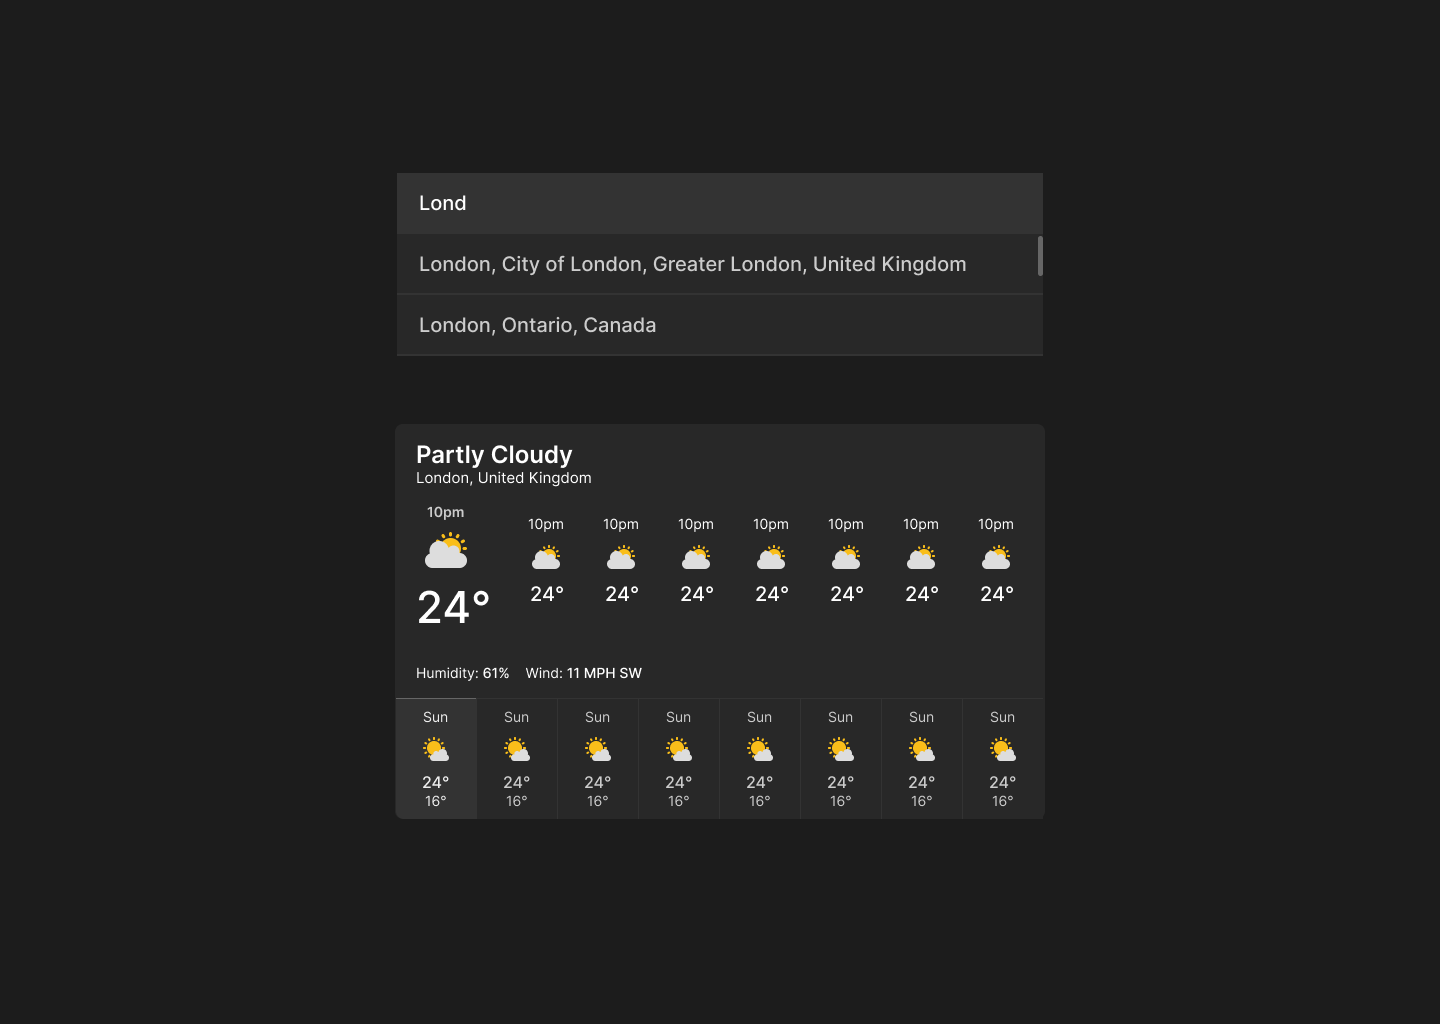 Lond
London, City of London, Greater London, United Kingdom
London, Ontario, Canada
Partly Cloudy
London, United Kingdom
10pm 10pm 10pm 10pm 10pm 10pm 10pm 10pm
24° 24° 24° 24° 24° 24° 24° 24°
Humidity: 61% Wind: 11 MPH SW
Sun Sun Sun Sun Sun Sun Sun Sun
24° 24° 24° 24° 24° 24° 24° 24°
16° 16° 16° 16° 16° 16° 16° 16°